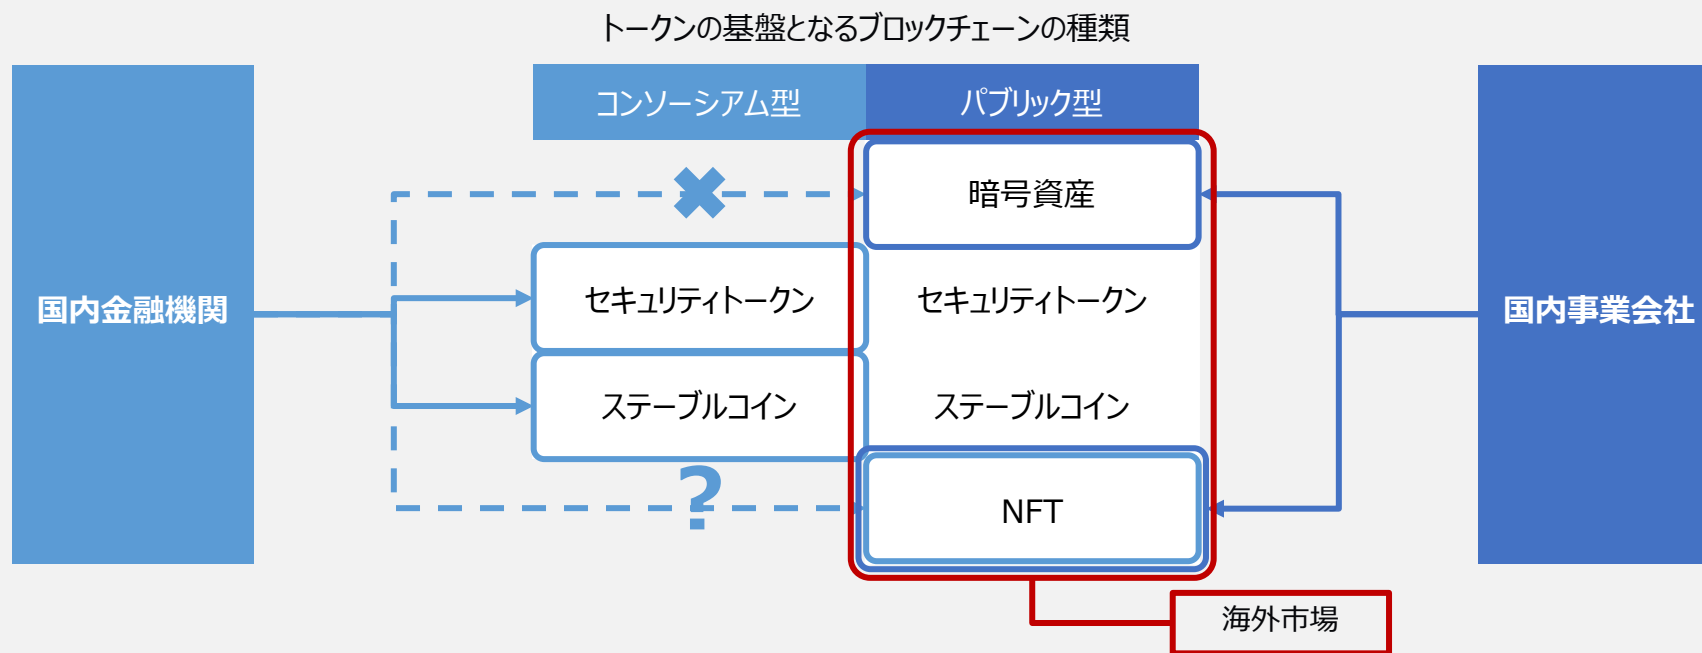 トークンの基盤となるブロックチェーンの種類
コンソーシアム型
パブリック型
暗号資産
国内金融機関
セキュリティトークン
セキュリティトークン
国内事業会社
ステーブルコイン
ステーブルコイン
?
NFT
海外市場